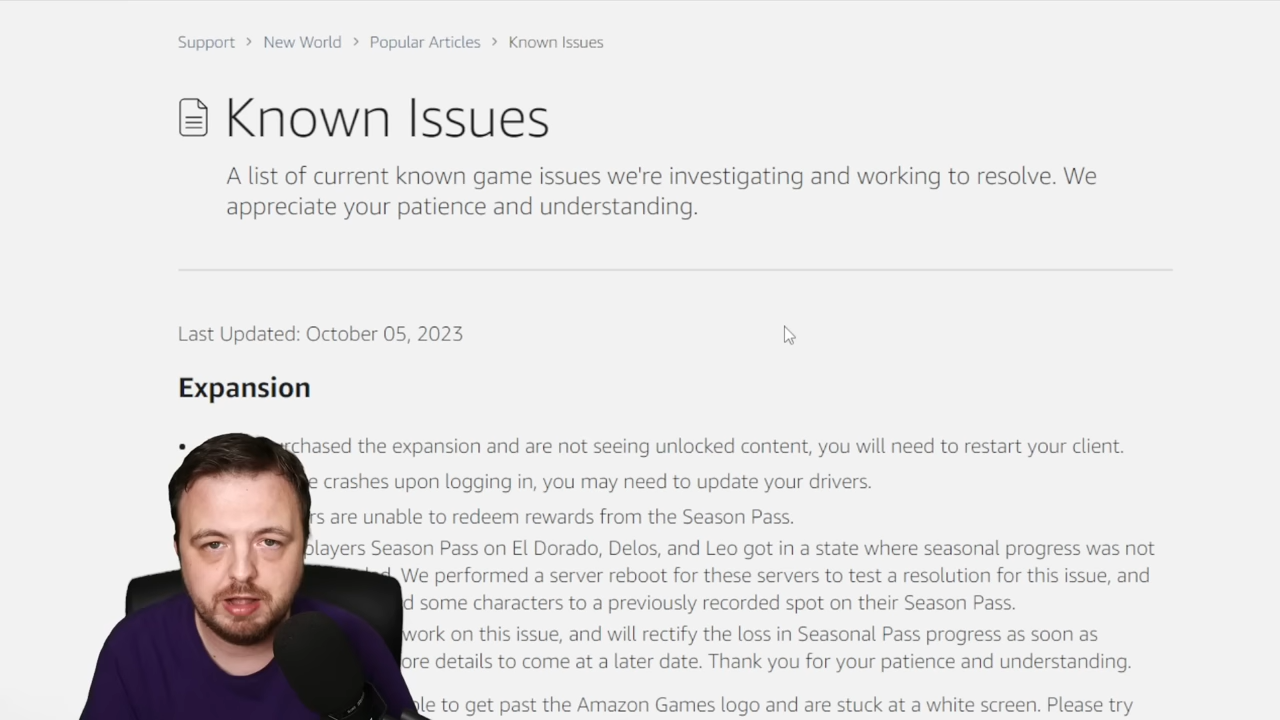 Support > New World > Popular Articles > Known Issues
Known Issues
A list of current known game issues we're investigating and working to resolve. We
appreciate your patience and understanding.
Last Updated: October 05, 2023
Expansion
• the expansion and are not seeing unlocked content, you will need to restart your client.
crashes upon logging in, you may need to update your drivers.
are unable to redeem rewards from the Season Pass.
players Season Pass on El Dorado, Delos, and Leo got in a state where seasonal progress was not
We performed a server reboot for these servers to test a resolution for this issue, and
some characters to a previously recorded spot on their Season Pass.
work on this issue, and will rectify the loss in Seasonal Pass progress as soon as
details to come at a later date. Thank you for your patience and understanding.
to get past the Amazon Games logo and are stuck at a white screen. Please try